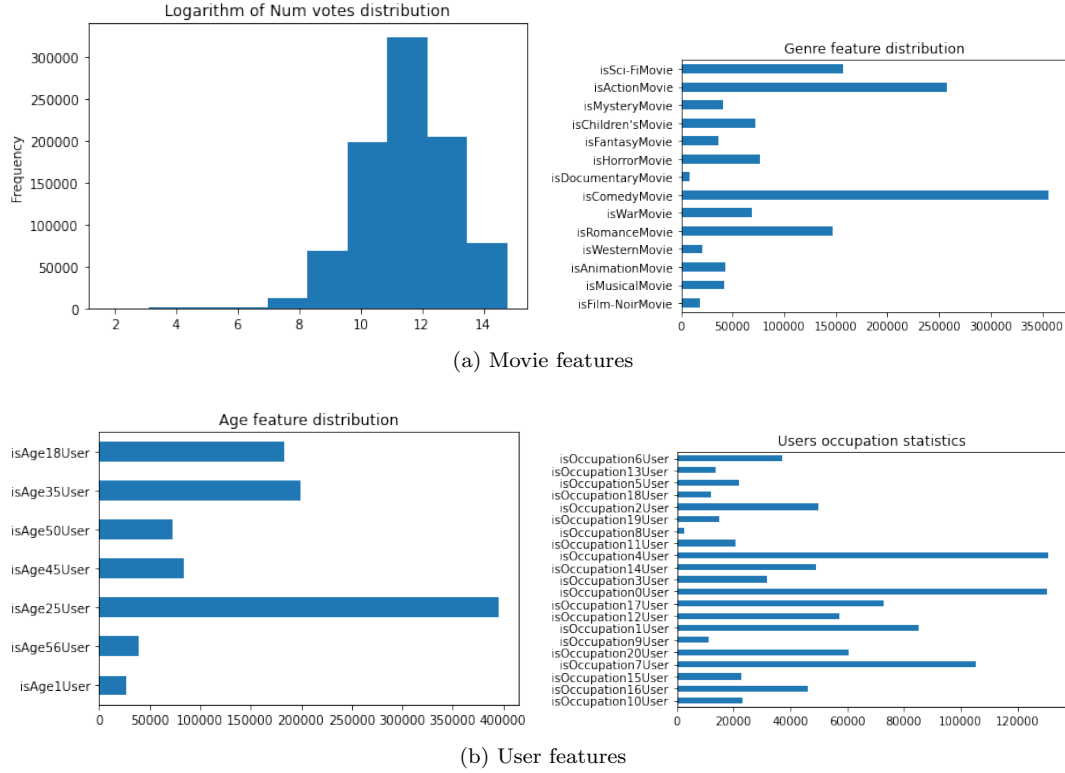 Logarithm of Num votes distribution
Frequency
300000
250000
200000
150000
100000
50000
0
2 4 6 8 10 12 14
Genre feature distribution
isSci-FiMovie
isActionMovie
isMysteryMovie
isChildren'sMovie
isFantasyMovie
isHorrorMovie
isDocumentaryMovie
isComedyMovie
isWarMovie
isRomanceMovie
isWesternMovie
isAnimationMovie
isMusicalMovie
isFilm-NoirMovie
0 50000 100000 150000 200000 250000 300000 350000
(a) Movie features
Age feature distribution
isAge18User
isAge35User
isAge50User
isAge45User
isAge25User
isAge56User
isAge1User
0 50000 100000 150000 200000 250000 300000 350000 400000
Users occupation statistics
isOccupation6User
isOccupation13User
isOccupation5User
isOccupation18User
isOccupation2User
isOccupation19User
isOccupation8User
isOccupation11User
isOccupation4User
isOccupation14User
isOccupation3User
isOccupation0User
isOccupation17User
isOccupation12User
isOccupation1User
isOccupation9User
isOccupation20User
isOccupation7User
isOccupation15User
isOccupation16User
isOccupation10User
0 20000 40000 60000 80000 100000 120000
(b) User features